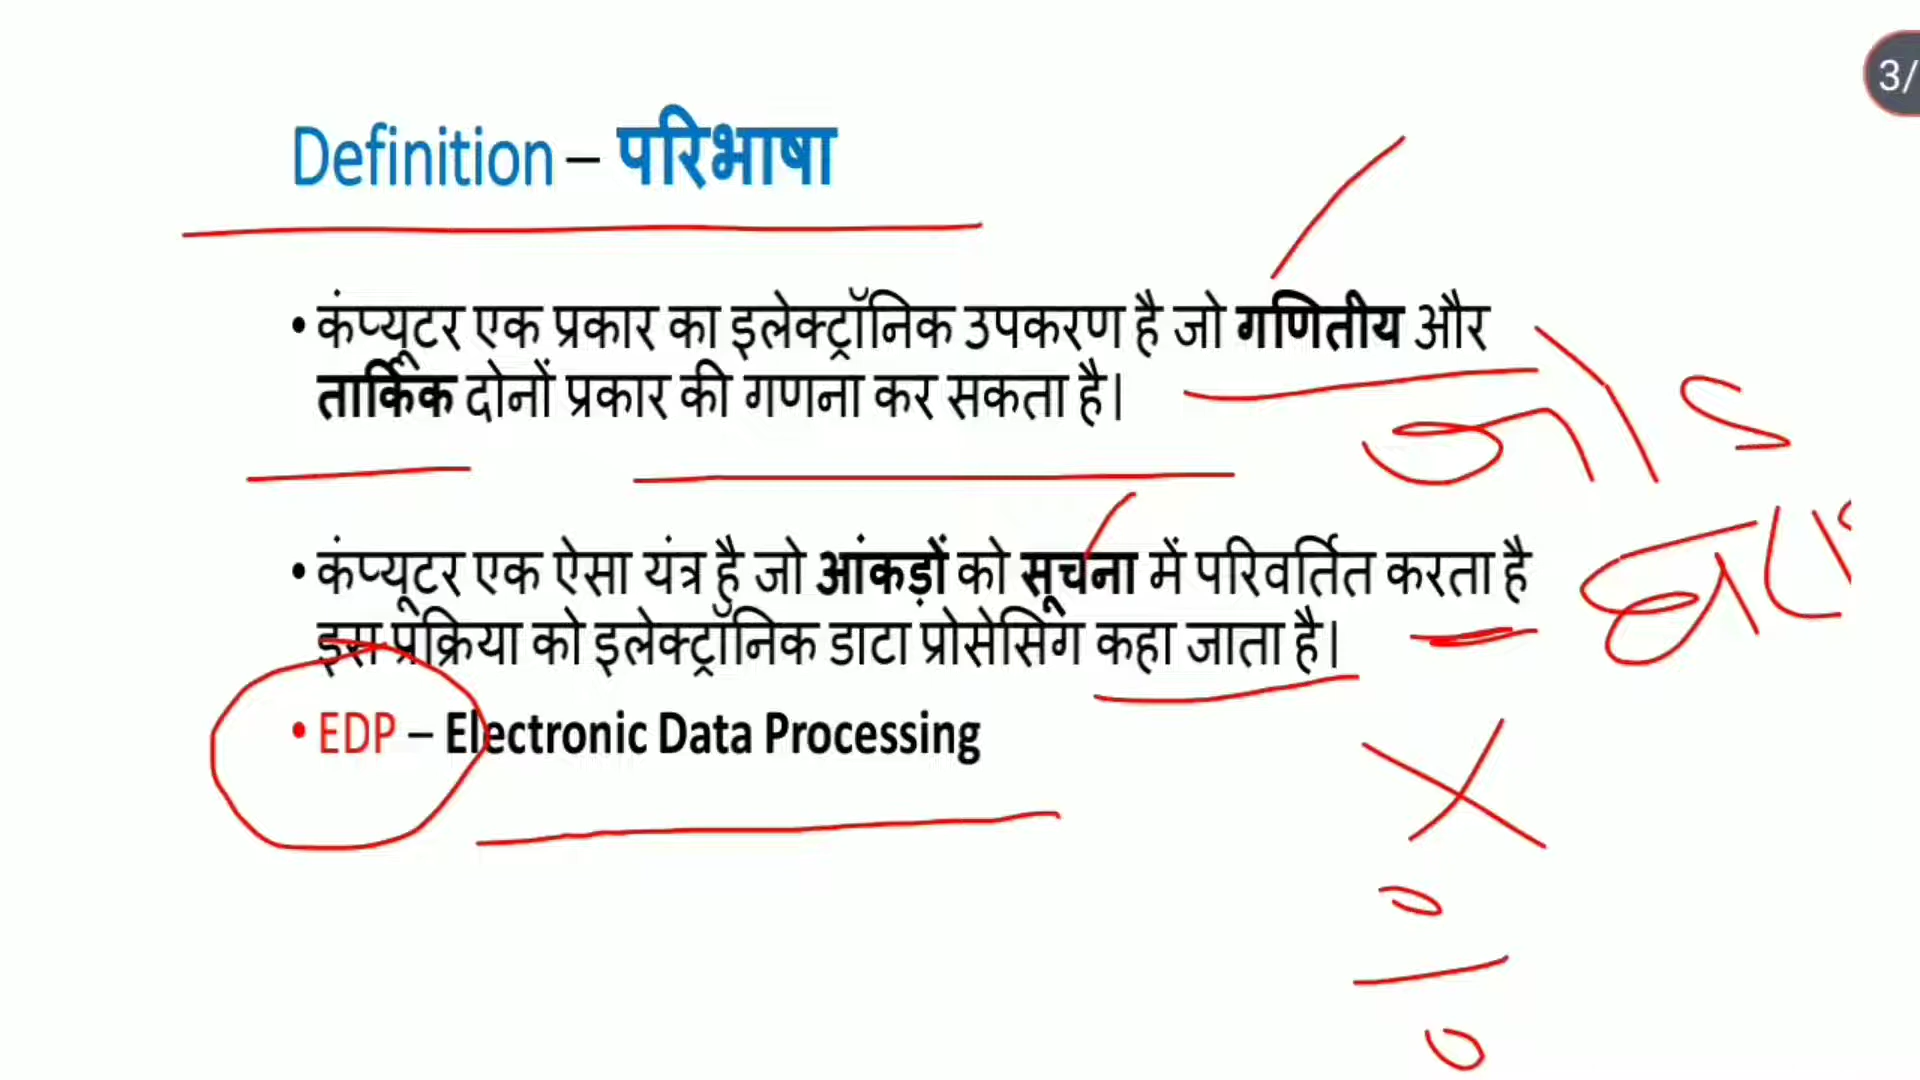 3/
Definition – परिभाषा
• कंप्यूटर एक प्रकार का इलेक्ट्रॉनिक उपकरण है जो गणितीय और
तार्किक दोनों प्रकार की गणना कर सकता है।
• कंप्यूटर एक ऐसा यंत्र है जो आंकड़ों को सूचना में परिवर्तित करता है
इस प्रक्रिया को इलेक्ट्रॉनिक डाटा प्रोसेसिंग कहा जाता है।
• EDP – Electronic Data Processing